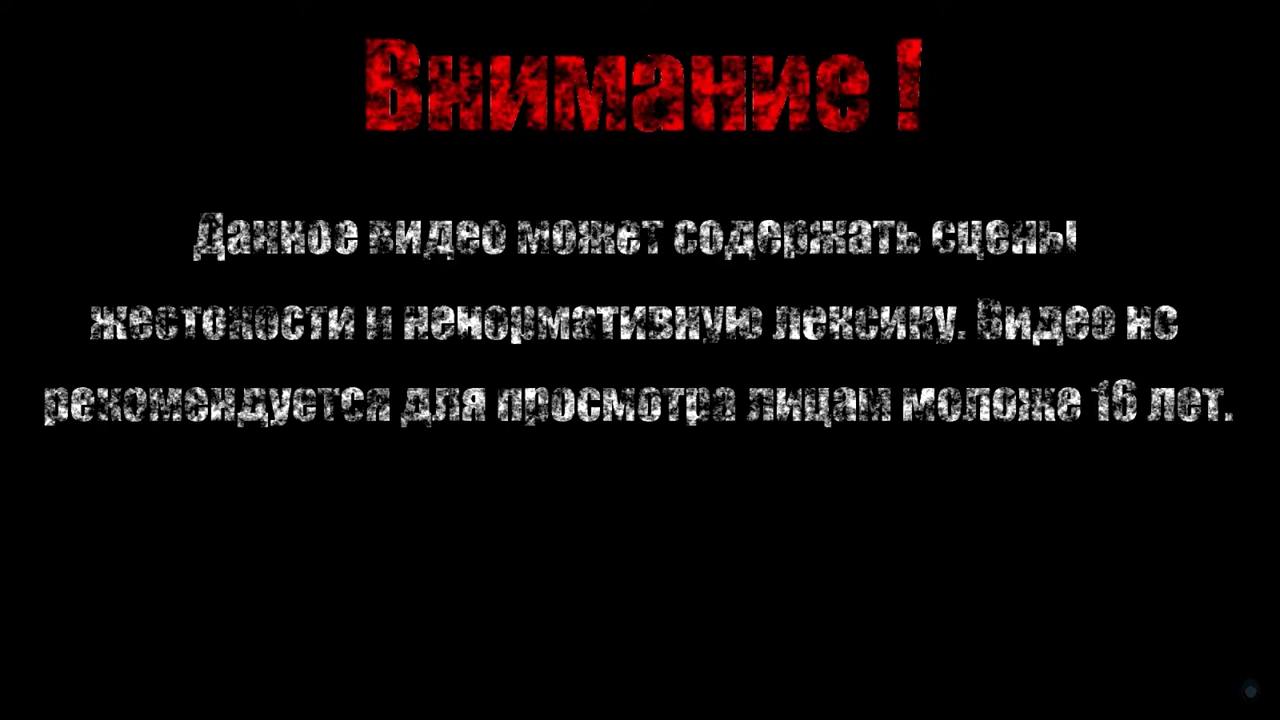 Внимание !
Данное видео может содержать сцены
жестокости и ненормативную лексику. Видео не
рекомендуется для просмотра лицам моложе 16 лет.